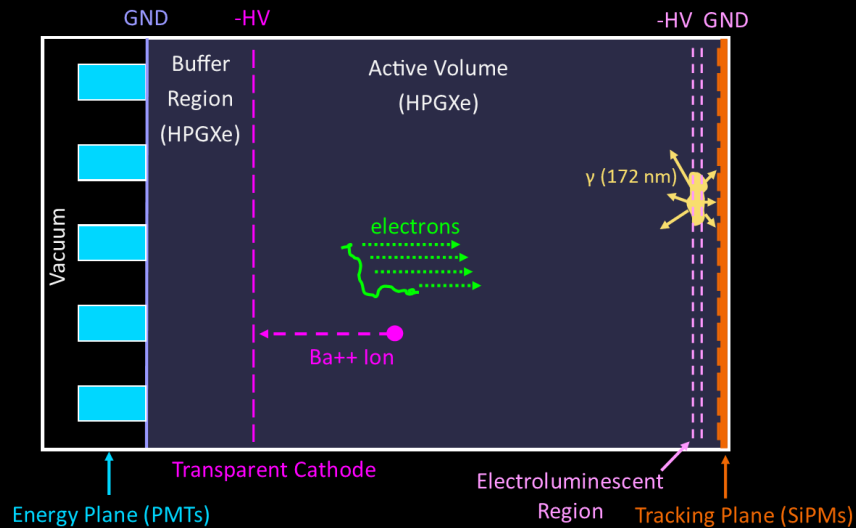 GND
-HV
-HV GND
Buffer
Region
(HPGXe)
Active Volume
(HPGXe)
γ (172 nm)
electrons
Vacuum
Ba++ Ion
Transparent Cathode
Electroluminescent
Region
Energy Plane (PMTs)
Tracking Plane (SiPMs)